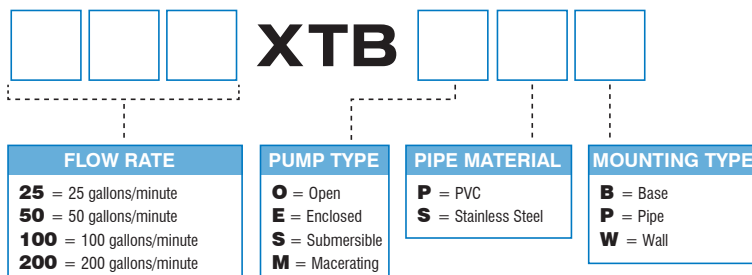 XTB
FLOW RATE
25 = 25 gallons/minute
50 = 50 gallons/minute
100 = 100 gallons/minute
200 = 200 gallons/minute
PUMP TYPE
O = Open
E = Enclosed
S = Submersible
M = Macerating
PIPE MATERIAL
P = PVC
S = Stainless Steel
MOUNTING TYPE
B = Base
P = Pipe
W = Wall